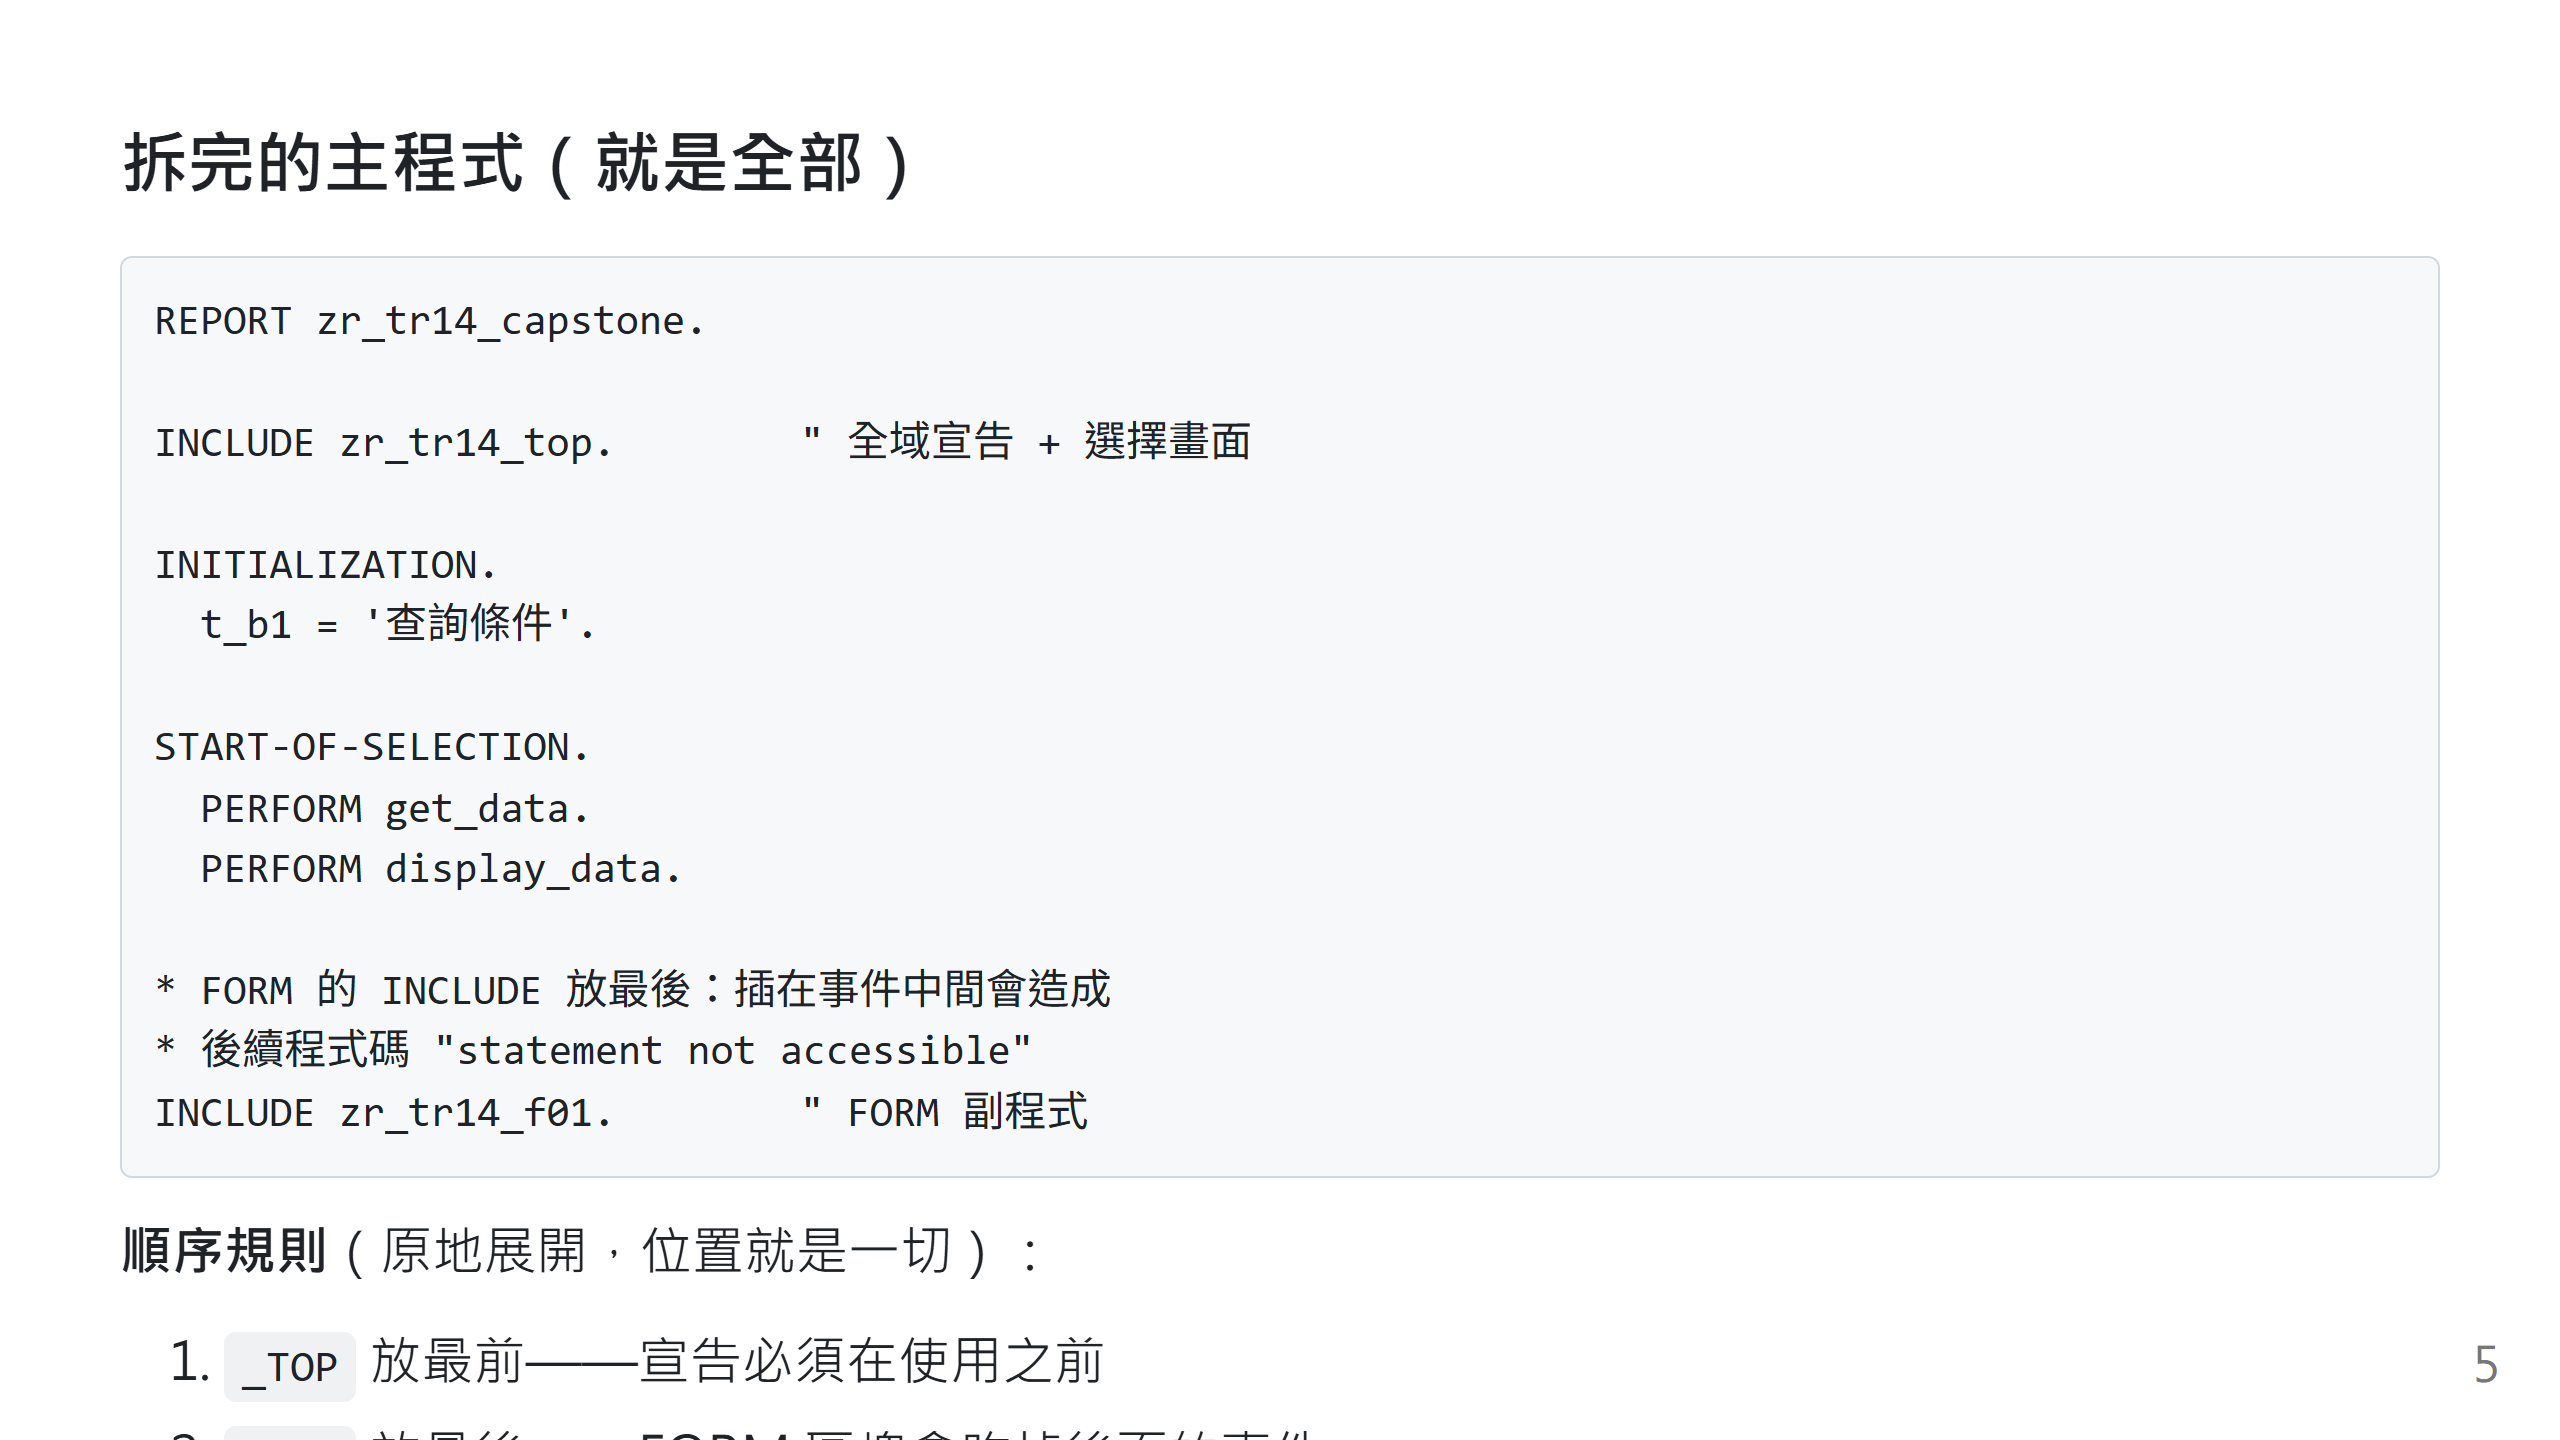 拆完的主程式（就是全部）
REPORT zr_tr14_capstone.
INCLUDE zr_tr14_top.        " 全域宣告 + 選擇畫面
INITIALIZATION.
  t_b1 = '查詢條件'.
START-OF-SELECTION.
  PERFORM get_data.
  PERFORM display_data.
* FORM 的 INCLUDE 放最後：插在事件中間會造成
* 後續程式碼 "statement not accessible"
INCLUDE zr_tr14_f01.        " FORM 副程式
順序規則（原地展開，位置就是一切）：
1. _TOP 放最前——宣告必須在使用之前
5